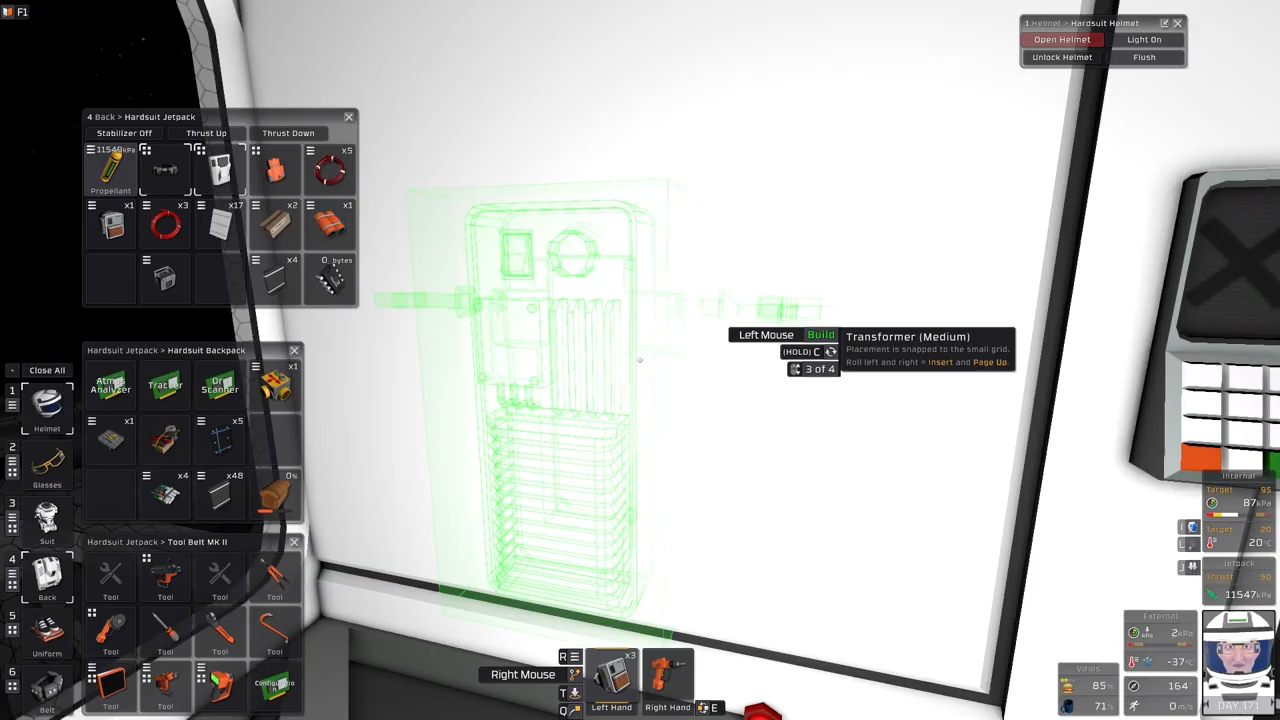 F1
1 Helmet > Hardsuit Helmet
Open Helmet
Light On
Unlock Helmet
Flush
4 Back > Hardsuit Jetpack
Stabilizer Off
Thrust Up
Thrust Down
11549kPa
Propellant
x5
x1
x3
x17
x2
x1
x4
0 bytes
Left Mouse
Build
(HOLD) C
3 of 4
Transformer (Medium)
Placement is snapped to the small grid.
Roll left and right = Insert and Page Up.
Hardsuit Jetpack > Hardsuit Backpack
Atmos
Analyzer
Tracker
Ore
Scanner
x1
x1
x5
x4
x48
0%
Close All
1
Helmet
2
Glasses
3
Suit
4
Back
5
Uniform
6
Belt
Hardsuit Jetpack > Tool Belt MK II
Tool
Tool
Tool
Tool
Tool
Tool
Tool
Tool
Tool
Tool
Tool
Tool
Right Mouse
R
T
Q
x3
Left Hand
Right Hand
E
Internal
Target 95
87kPa
Target 20
20°C
Jetpack
Thrust 50
11547kPa
External
2kPa
-37°C
164°
0m/s
Vitals
85%
71%
DAY 171